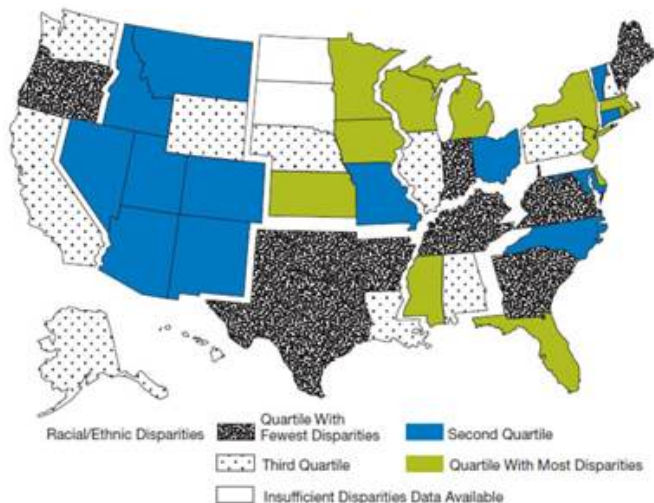 Racial/Ethnic Disparities
Quartile With
Fewest Disparities
Second Quartile
Third Quartile
Quartile With Most Disparities
Insufficient Disparities Data Available